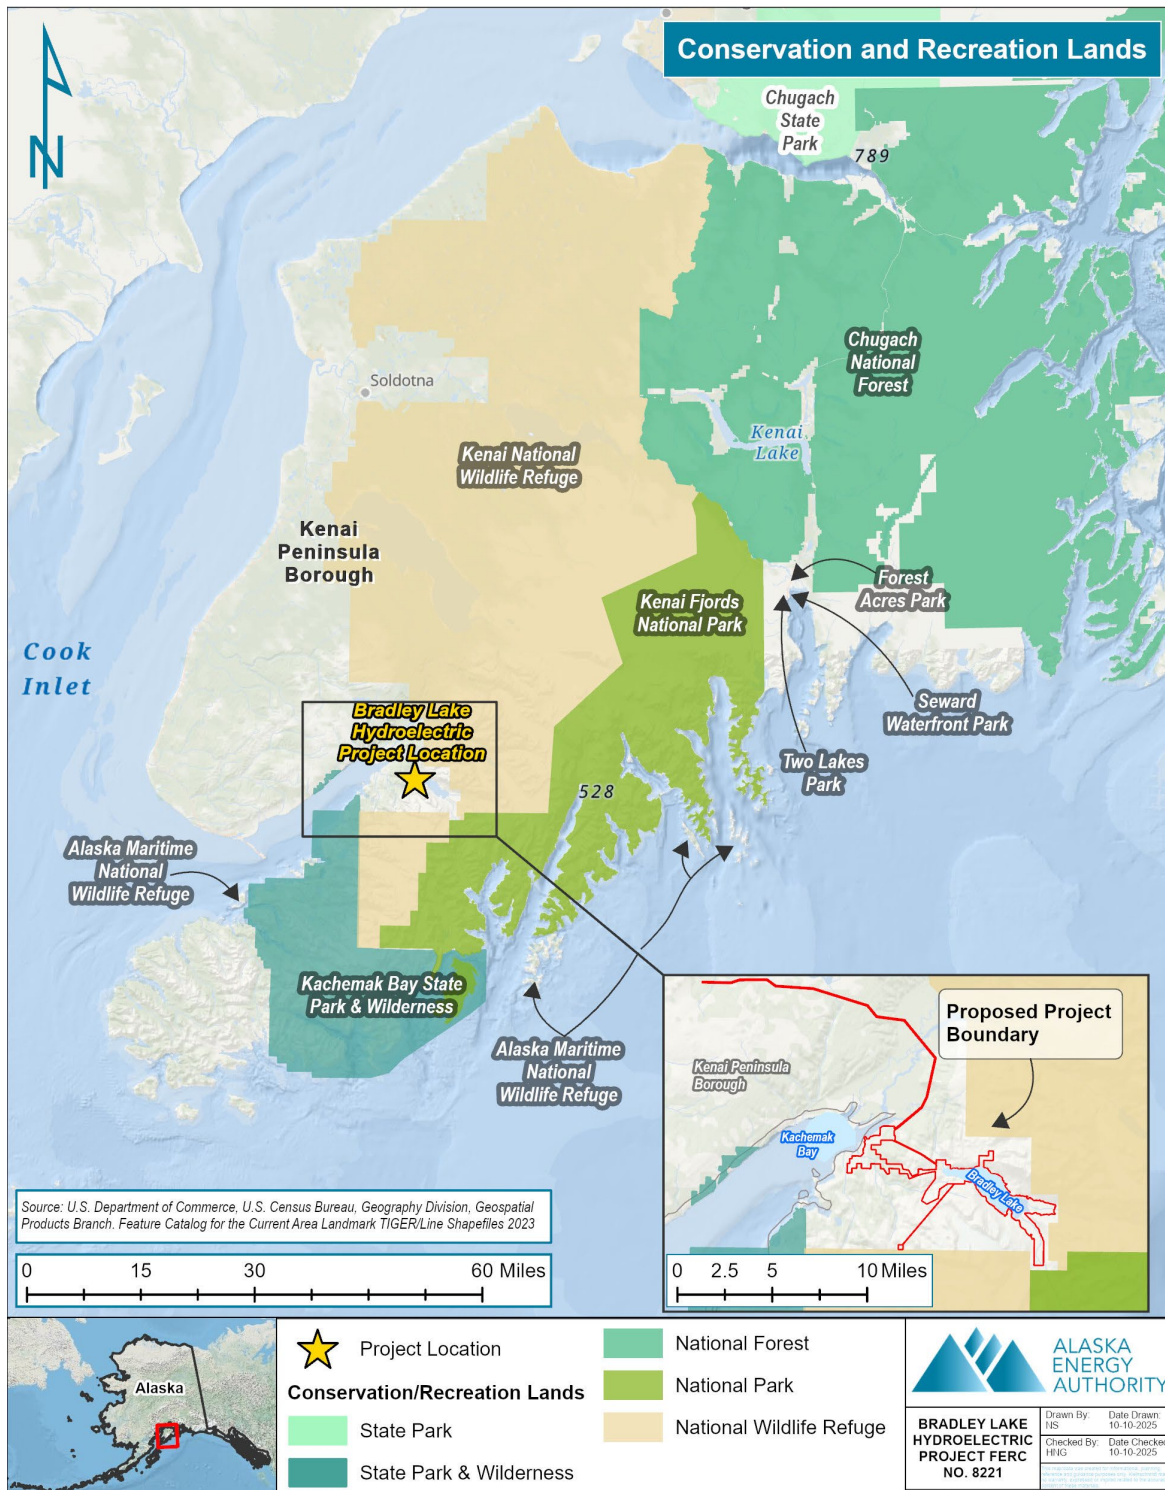 Conservation and Recreation Lands
N
Chugach
State
Park
789
Chugach
National
Forest
Soldotna
Kenai
Lake
Kenai National
Wildlife Refuge
Kenai
Peninsula
Borough
Kenai Fjords
National Park
Forest
Acres Park
Cook
Inlet
Seward
Waterfront Park
Bradley Lake
Hydroelectric
Project Location
Two Lakes
Park
528
Alaska Maritime
National
Wildlife Refuge
Kachemak Bay State
Park & Wilderness
Alaska Maritime
National
Wildlife Refuge
Proposed Project
Boundary
Kenai Peninsula
Borough
Kachemak
Bay
Bradley Lake
Source: U.S. Department of Commerce, U.S. Census Bureau, Geography Division, Geospatial
Products Branch. Feature Catalog for the Current Area Landmark TIGER/Line Shapefiles 2023
0 15 30 60 Miles
0 2.5 5 10 Miles
Alaska
Project Location
Conservation/Recreation Lands
State Park
State Park & Wilderness
National Forest
National Park
National Wildlife Refuge
ALASKA
ENERGY
AUTHORITY
BRADLEY LAKE
HYDROELECTRIC
PROJECT FERC
NO. 8221
Drawn By: Date Drawn:
NS 10-10-2025
Checked By: Date Checked
HNG 10-10-2025